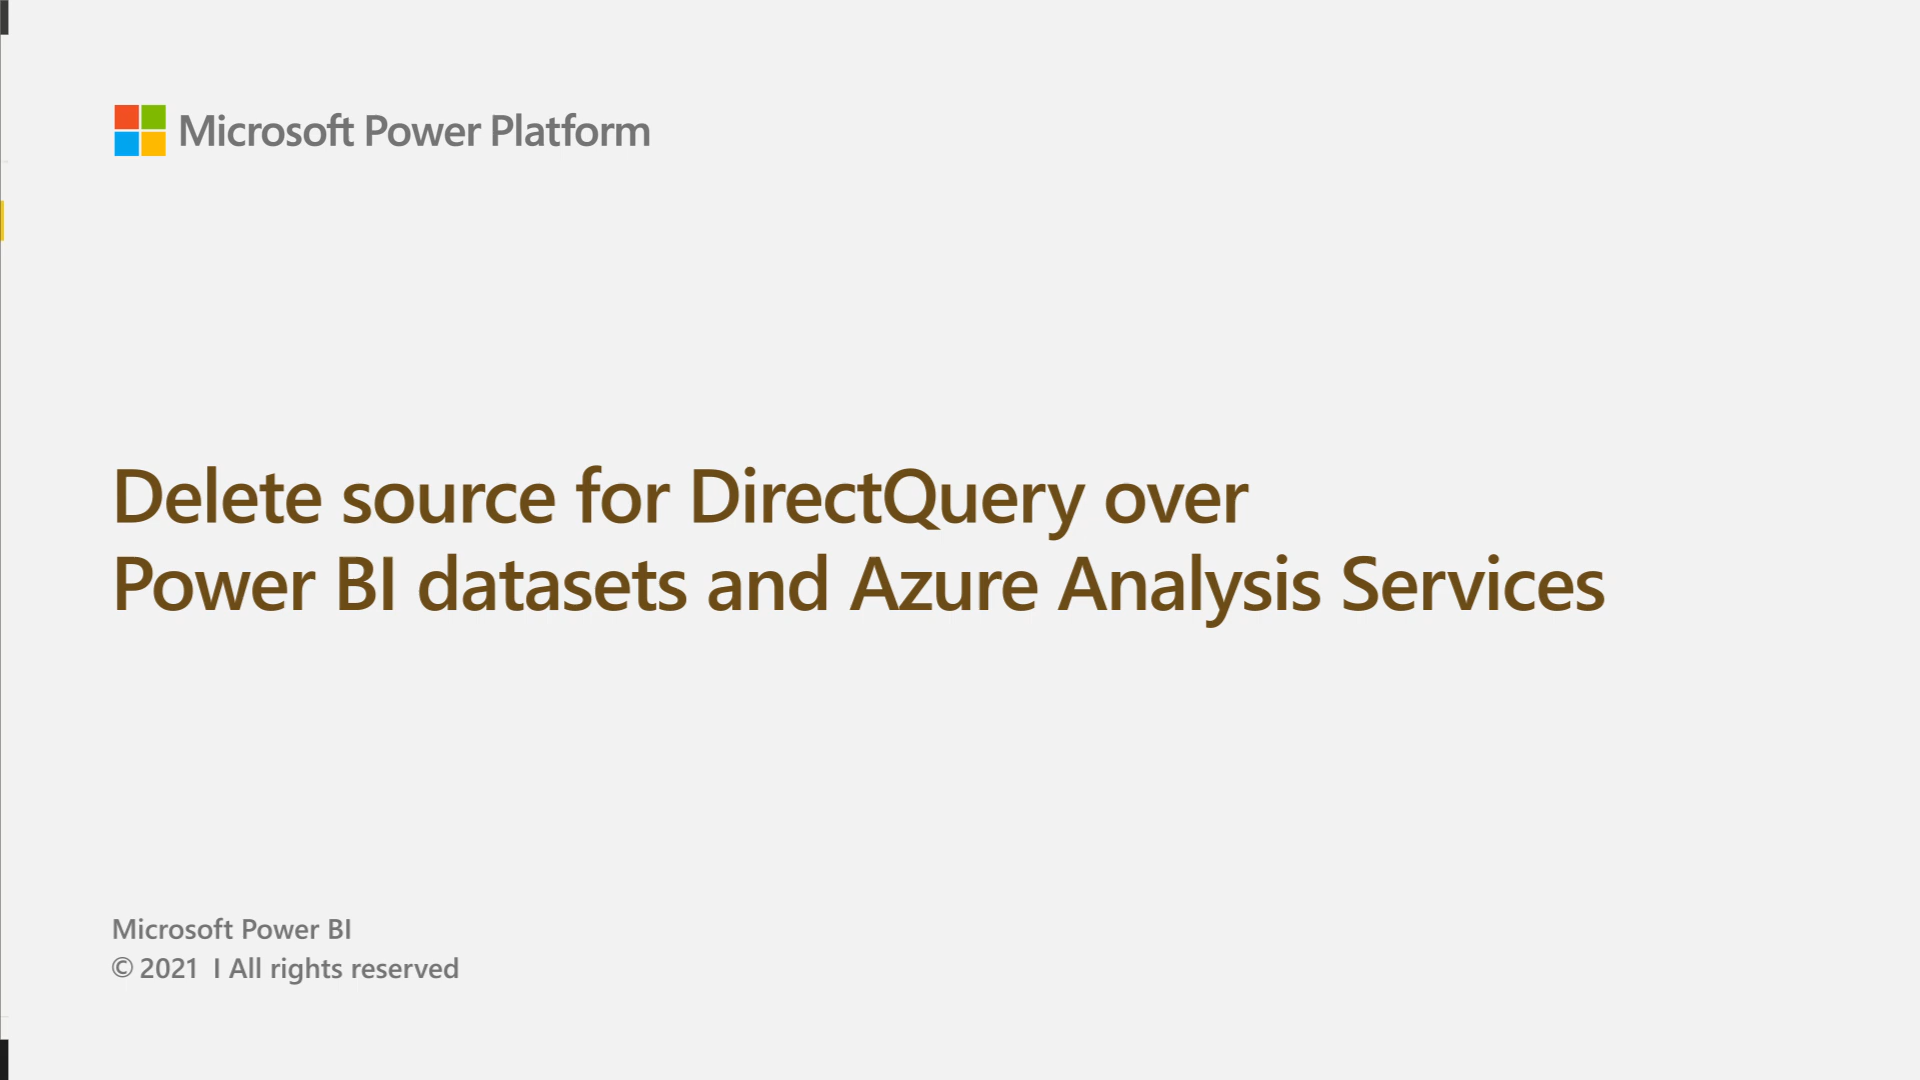 Microsoft Power Platform
Delete source for DirectQuery over
Power BI datasets and Azure Analysis Services
Microsoft Power BI
© 2021 I All rights reserved